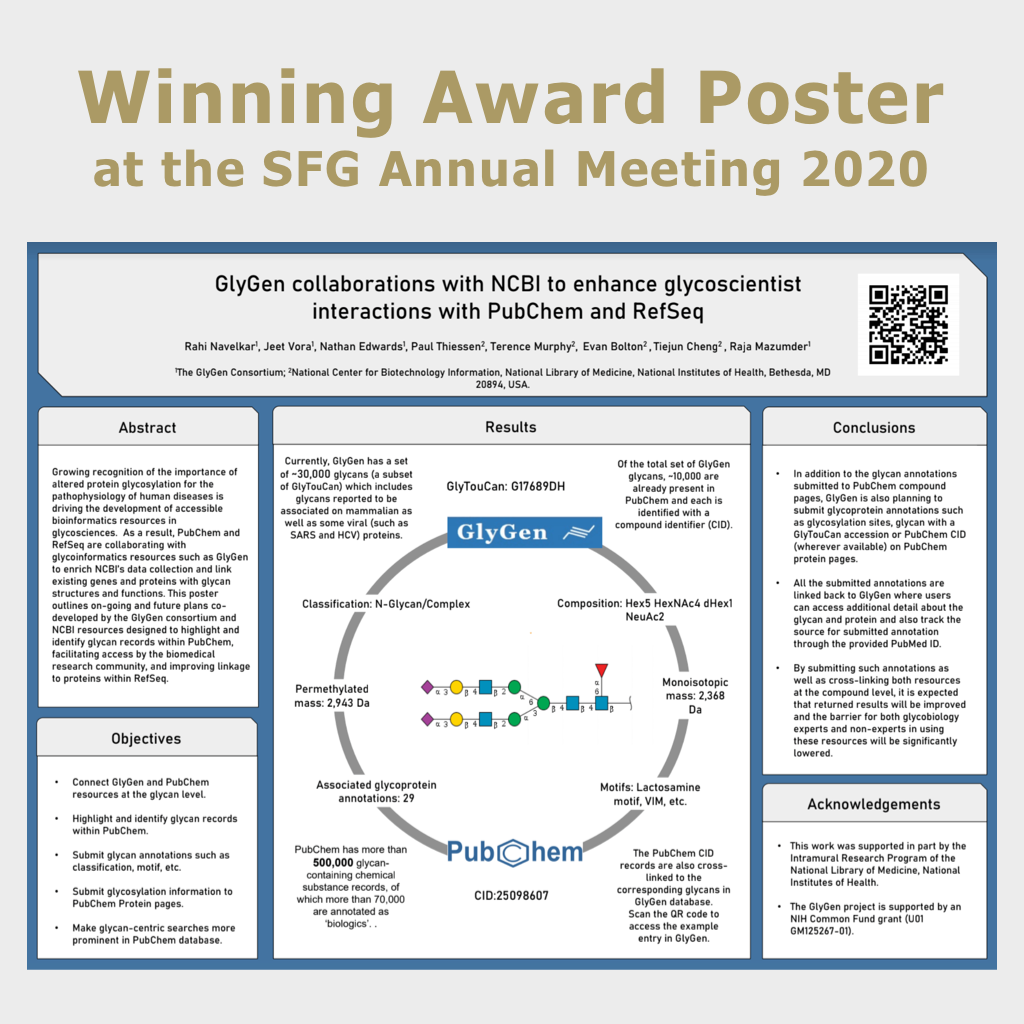 Winning Award Poster
at the SFG Annual Meeting 2020
GlyGen collaborations with NCBI to enhance glycoscientist
interactions with PubChem and RefSeq
Rahi Navelkar¹, Jeet Vora¹, Nathan Edwards¹, Paul Thiessen², Terence Murphy², Evan Bolton², Tiejun Cheng², Raja Mazumder¹
¹The GlyGen Consortium; ²National Center for Biotechnology Information, National Library of Medicine, National Institutes of Health, Bethesda, MD
20894, USA.
Abstract
Growing recognition of the importance of
altered protein glycosylation for the
pathophysiology of human diseases is
driving the development of accessible
bioinformatics resources in
glycosciences. As a result, PubChem and
RefSeq are collaborating with
glycoinformatics resources such as GlyGen
to enrich NCBI's data collection and link
existing genes and proteins with glycan
structures and functions. This poster
outlines on-going and future plans co-
developed by the GlyGen consortium and
NCBI resources designed to highlight and
identify glycan records within PubChem,
facilitating access by the biomedical
research community, and improving linkage
to proteins within RefSeq.
Objectives
• Connect GlyGen and PubChem
resources at the glycan level.
• Highlight and identify glycan records
within PubChem.
• Submit glycan annotations such as
classification, motif, etc.
• Submit glycosylation information to
PubChem Protein pages.
• Make glycan-centric searches more
prominent in PubChem database.
Results
Currently, GlyGen has a set
of ~30,000 glycans (a subset
of GlyTouCan) which includes
glycans reported to be
associated on mammalian as
well as some viral (such as
SARS and HCV) proteins.
GlyTouCan: G17689DH
GlyGen
Of the total set of GlyGen
glycans, ~10,000 are
already present in
PubChem and each is
identified with a
compound identifier (CID).
Classification: N-Glycan/Complex
Composition: Hex5 HexNAc4 dHex1
NeuAc2
Permethylated
mass: 2,943 Da
α 3 β 4 β 2 α 6 β 4 β 4 α 6 β
α 3 β 4 β 2 α 3
Monoisotopic
mass: 2,368
Da
Associated glycoprotein
annotations: 29
Motifs: Lactosamine
motif, VIM, etc.
PubChem has more than
500,000 glycan-
containing chemical
substance records, of
which more than 70,000
are annotated as
'biologics'. .
PubChem
CID:25098607
The PubChem CID
records are also cross-
linked to the
corresponding glycans in
GlyGen database.
Scan the QR code to
access the example
entry in GlyGen.
Conclusions
• In addition to the glycan annotations
submitted to PubChem compound
pages, GlyGen is also planning to
submit glycoprotein annotations such
as glycosylation sites, glycan with a
GlyTouCan accession or PubChem CID
(wherever available) on PubChem
protein pages.
• All the submitted annotations are
linked back to GlyGen where users
can access additional detail about the
glycan and protein and also track the
source for submitted annotation
through the provided PubMed ID.
• By submitting such annotations as
well as cross-linking both resources
at the compound level, it is expected
that returned results will be improved
and the barrier for both glycobiology
experts and non-experts in using
these resources will be significantly
lowered.
Acknowledgements
• This work was supported in part by the
Intramural Research Program of the
National Library of Medicine, National
Institutes of Health.
• The GlyGen project is supported by an
NIH Common Fund grant (U01
GM125267-01).